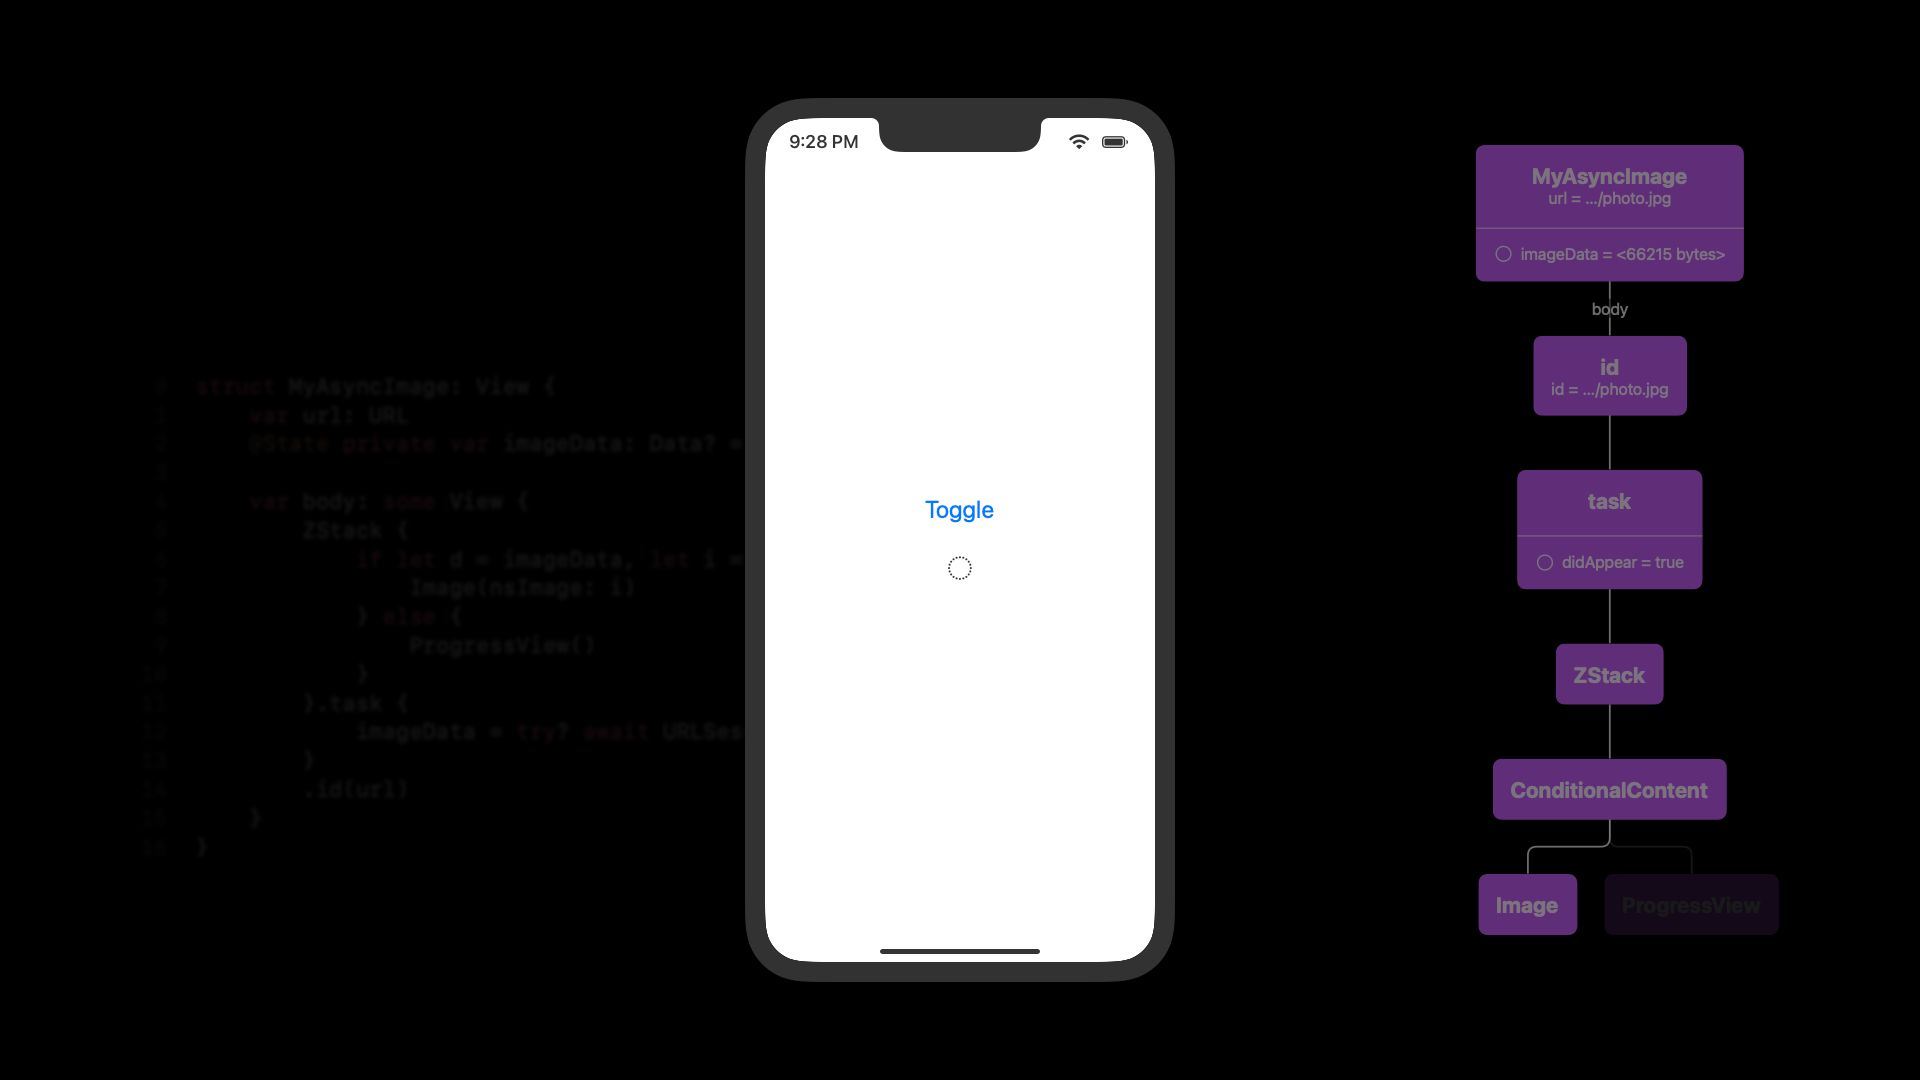 9:28 PM
Toggle
0 struct MyAsyncImage: View {
1 var url: URL
2 @State private var imageData: Data? =
3
4 var body: some View {
5 ZStack {
6 if let d = imageData, let i =
7 Image(nsImage: i)
8 } else {
9 ProgressView()
10 }
11 }.task {
12 imageData = try? await URLSes
13 }
14 .id(url)
15 }
16 }
MyAsyncImage
url = .../photo.jpg
imageData = <66215 bytes>
body
id
id = .../photo.jpg
task
didAppear = true
ZStack
ConditionalContent
Image
ProgressView